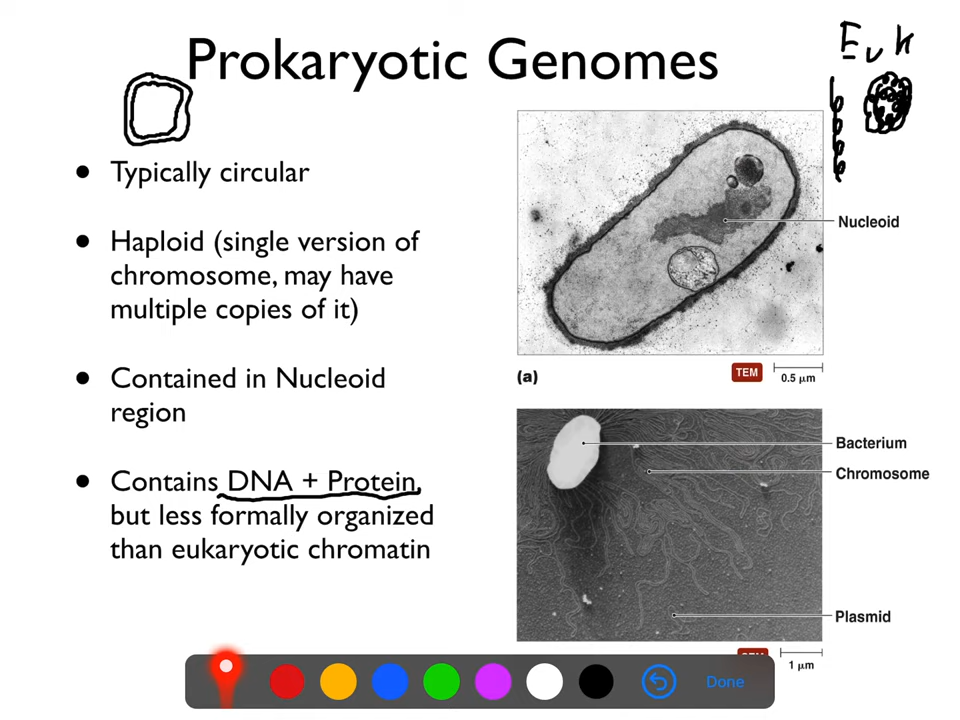 Prokaryotic Genomes
Euk
• Typically circular
• Haploid (single version of
chromosome, may have
multiple copies of it)
• Contained in Nucleoid
region
• Contains DNA + Protein,
but less formally organized
than eukaryotic chromatin
Nucleoid
(a)
TEM
0.5 µm
Bacterium
Chromosome
Plasmid
1 µm
Done